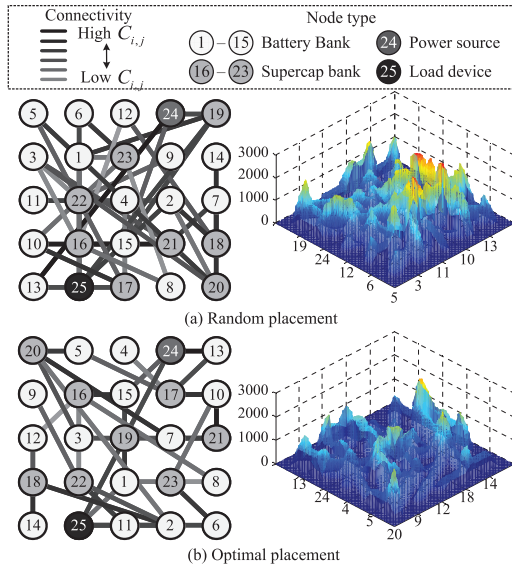 Connectivity
High C_{i,j}
Low C_{i,j}
Node type
1 – 15 Battery Bank
24 Power source
16 – 23 Supercap bank
25 Load device
5 6 12 24 19
3 1 23 9 14
11 22 4 2 7
10 16 15 21 18
13 25 17 8 20
3000
2000
1000
0
19 24 12 6 5
3 11 10 13
(a) Random placement
20 5 4 24 13
9 16 15 17 10
12 3 19 7 21
18 22 1 23 8
14 25 11 2 6
3000
2000
1000
0
13 24 4 5 20
9 12 18 14
(b) Optimal placement